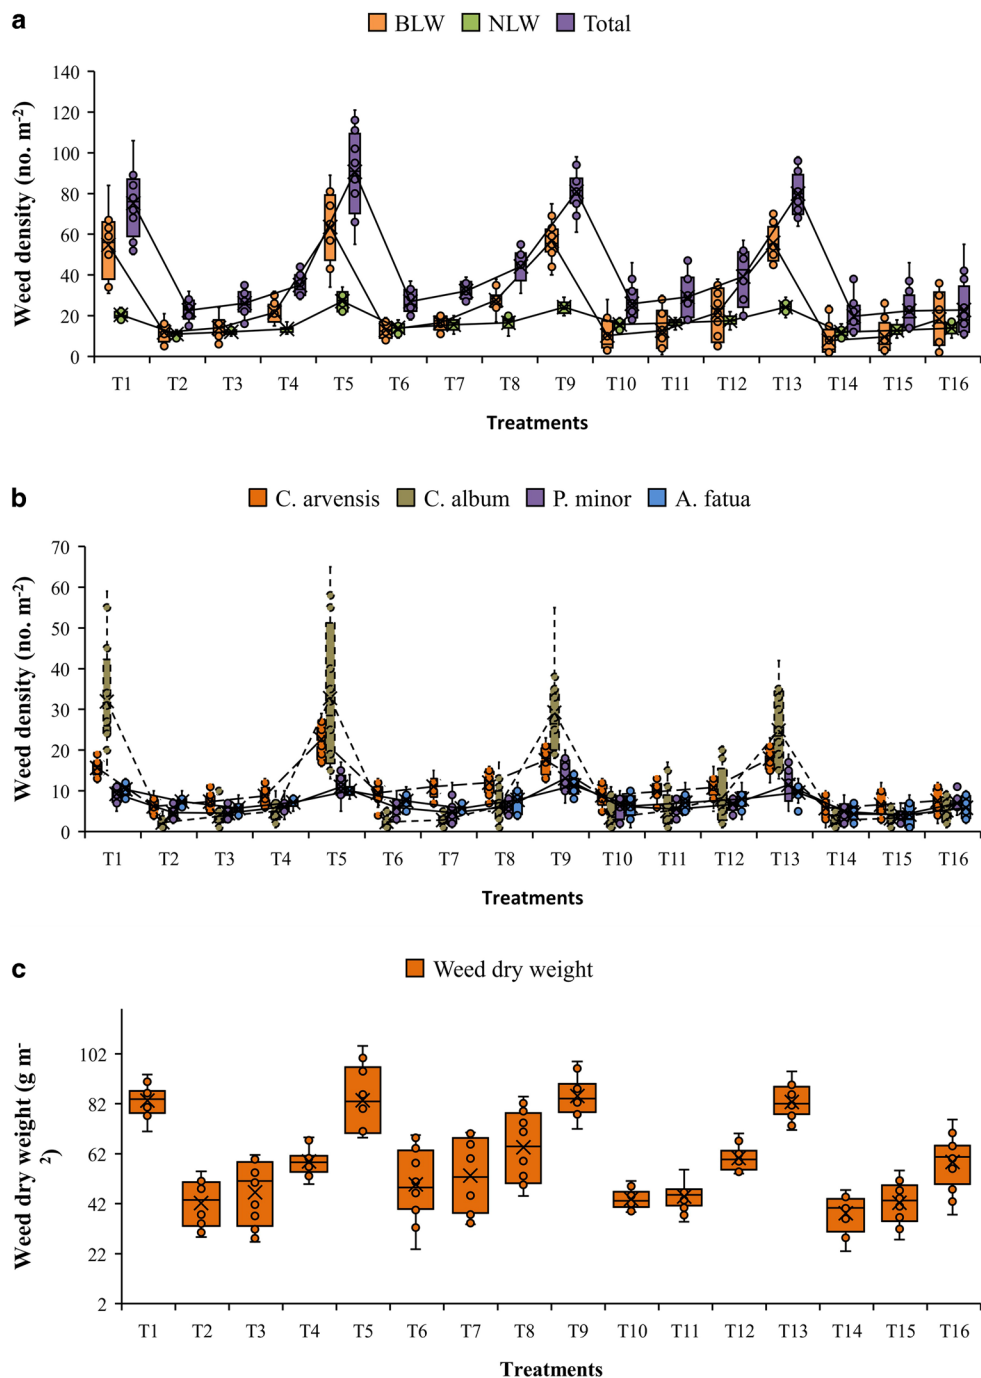 a
BLW NLW Total
Weed density (no. m-2)
140
120
100
80
60
40
20
0
T1 T2 T3 T4 T5 T6 T7 T8 T9 T10 T11 T12 T13 T14 T15 T16
Treatments
b
C. arvensis C. album P. minor A. fatua
Weed density (no. m-2)
70
60
50
40
30
20
10
0
T1 T2 T3 T4 T5 T6 T7 T8 T9 T10 T11 T12 T13 T14 T15 T16
Treatments
c
Weed dry weight
Weed dry weight (g m-
2)
102
82
62
42
22
2
T1 T2 T3 T4 T5 T6 T7 T8 T9 T10 T11 T12 T13 T14 T15 T16
Treatments